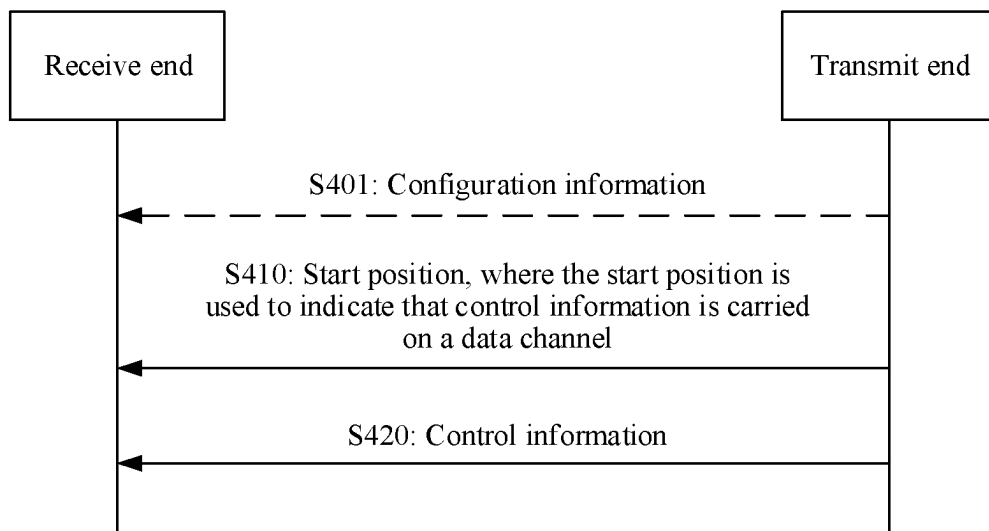 Receive end
Transmit end
S401: Configuration information
S410: Start position, where the start position is
used to indicate that control information is carried
on a data channel
S420: Control information